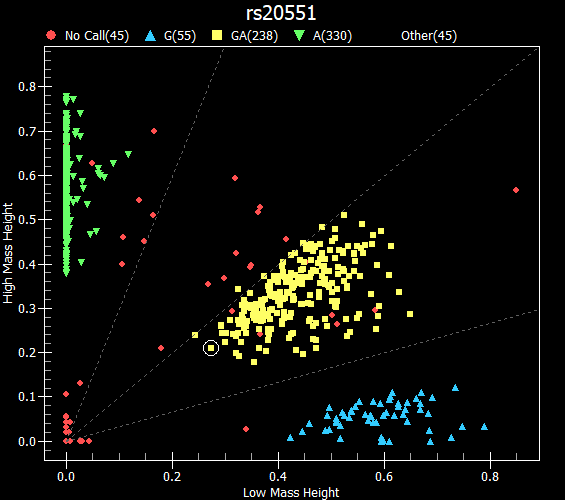 rs20551
No Call(45) G(55) GA(238) A(330) Other(45)
High Mass Height
0.8
0.7
0.6
0.5
0.4
0.3
0.2
0.1
0.0
0.0 0.2 0.4 0.6 0.8
Low Mass Height